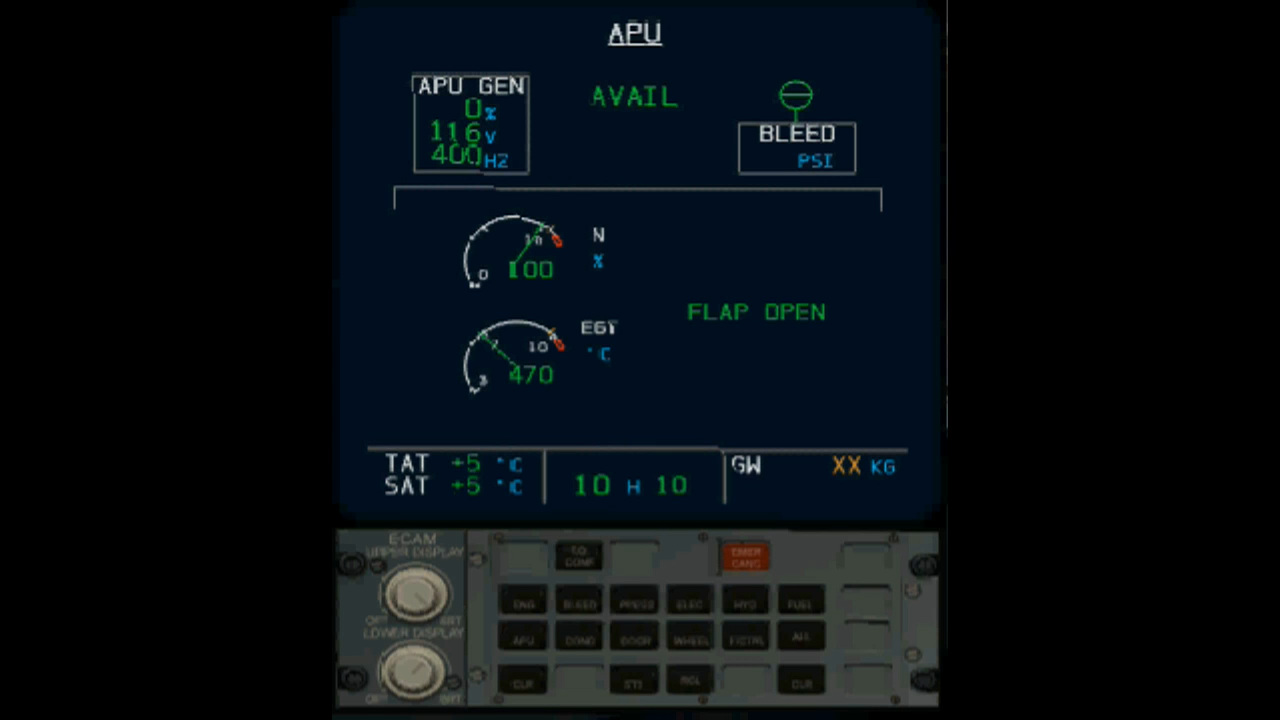 APU
APU GEN
0%
116 V
400 HZ
AVAIL
BLEED
PSI
10
0
100
N
%
FLAP OPEN
7
10
3
470
EGT
°C
TAT +5 °C
SAT +5 °C
10 H 10
GW XX KG
ECAM
UPPER DISPLAY
OFF BRT
LOWER DISPLAY
OFF BRT
T.O
CONF
EMER
CANC
ENG BLEED PRESS ELEC HYD FUEL
APU COND DOOR WHEEL F/CTL ALL
CLR STS RCL CLR